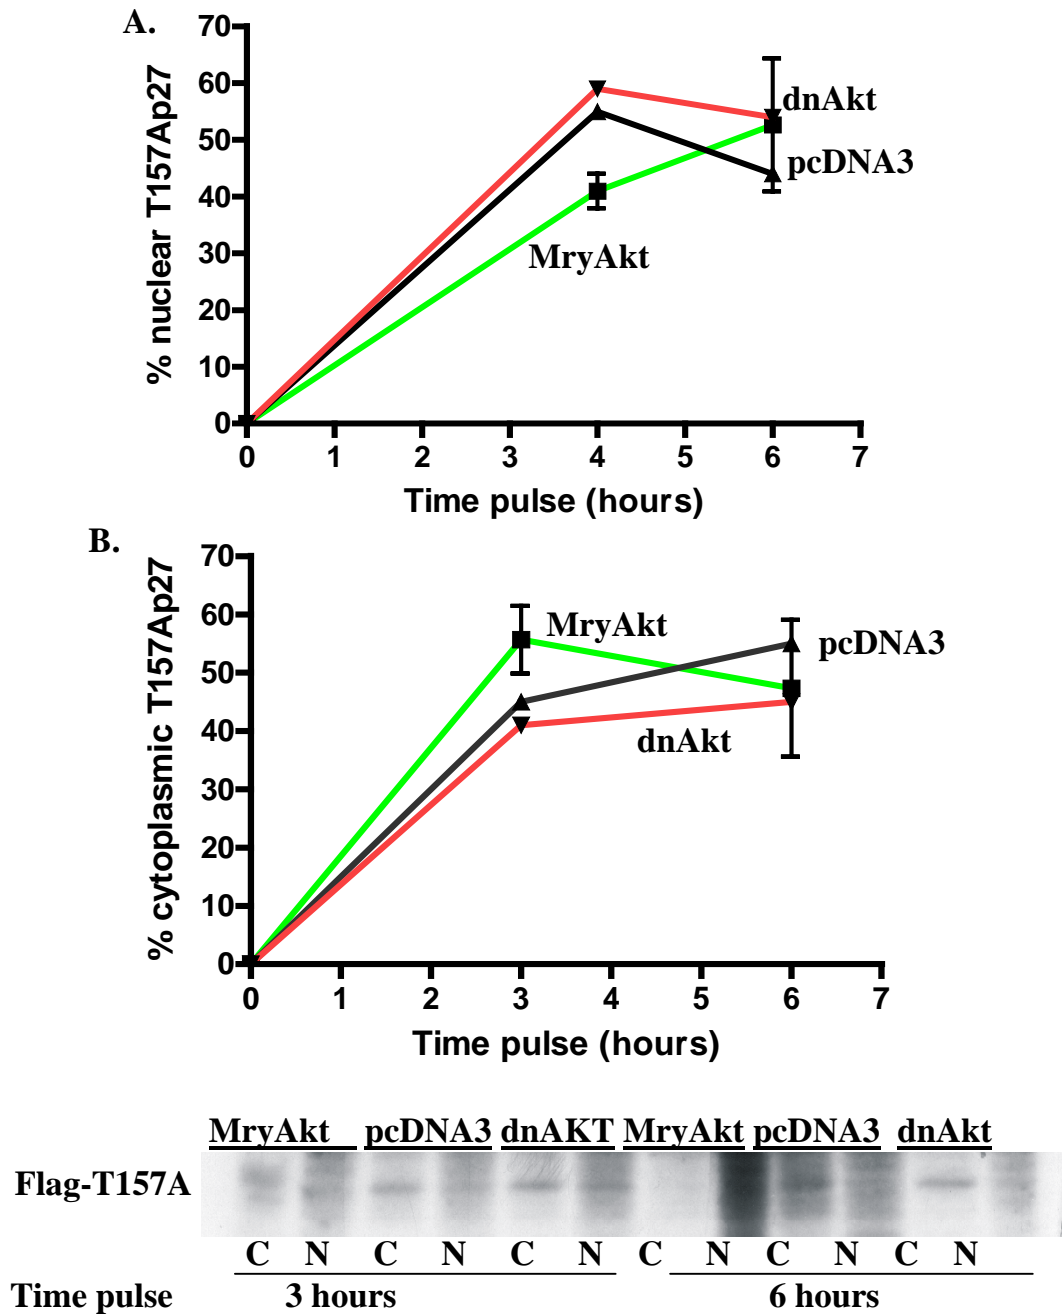 A.
% nuclear T157Ap27
70
60
50
40
30
20
10
0
dnAkt
pcDNA3
MryAkt
0 1 2 3 4 5 6 7
Time pulse (hours)
B.
% cytoplasmic T157Ap27
70
60
50
40
30
20
10
0
MryAkt
pcDNA3
dnAkt
0 1 2 3 4 5 6 7
Time pulse (hours)
MryAkt pcDNA3 dnAKT MryAkt pcDNA3 dnAkt
Flag-T157A
C N C N C N C N C N C N
Time pulse 3 hours 6 hours